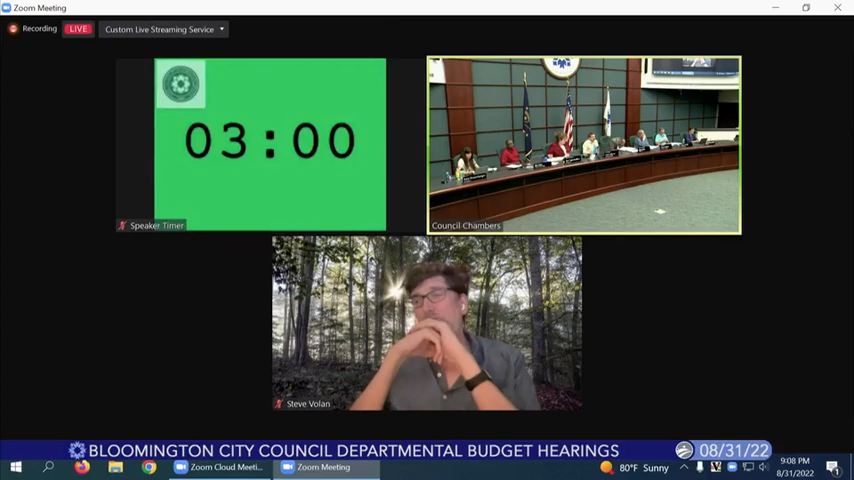 Zoom Meeting
Recording
LIVE
Custom Live Streaming Service
03:00
Speaker Timer
Council Chambers
Steve Volan
BLOOMINGTON CITY COUNCIL DEPARTMENTAL BUDGET HEARINGS
08/31/22
Zoom Cloud Meeti...
Zoom Meeting
80°F Sunny
9:08 PM
8/31/2022